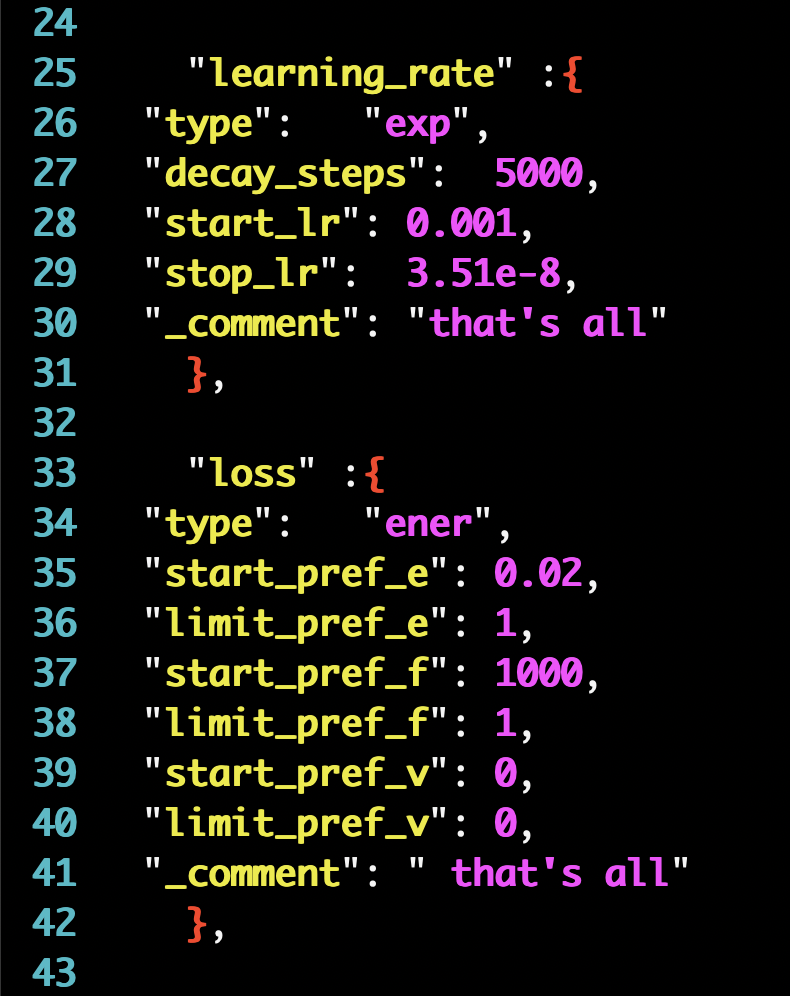 24
25     "learning_rate" :{
26   "type":   "exp",
27   "decay_steps":  5000,
28   "start_lr": 0.001,
29   "stop_lr":  3.51e-8,
30   "_comment": "that's all"
31     },
32
33     "loss" :{
34   "type":   "ener",
35   "start_pref_e": 0.02,
36   "limit_pref_e": 1,
37   "start_pref_f": 1000,
38   "limit_pref_f": 1,
39   "start_pref_v": 0,
40   "limit_pref_v": 0,
41   "_comment": " that's all"
42     },
43